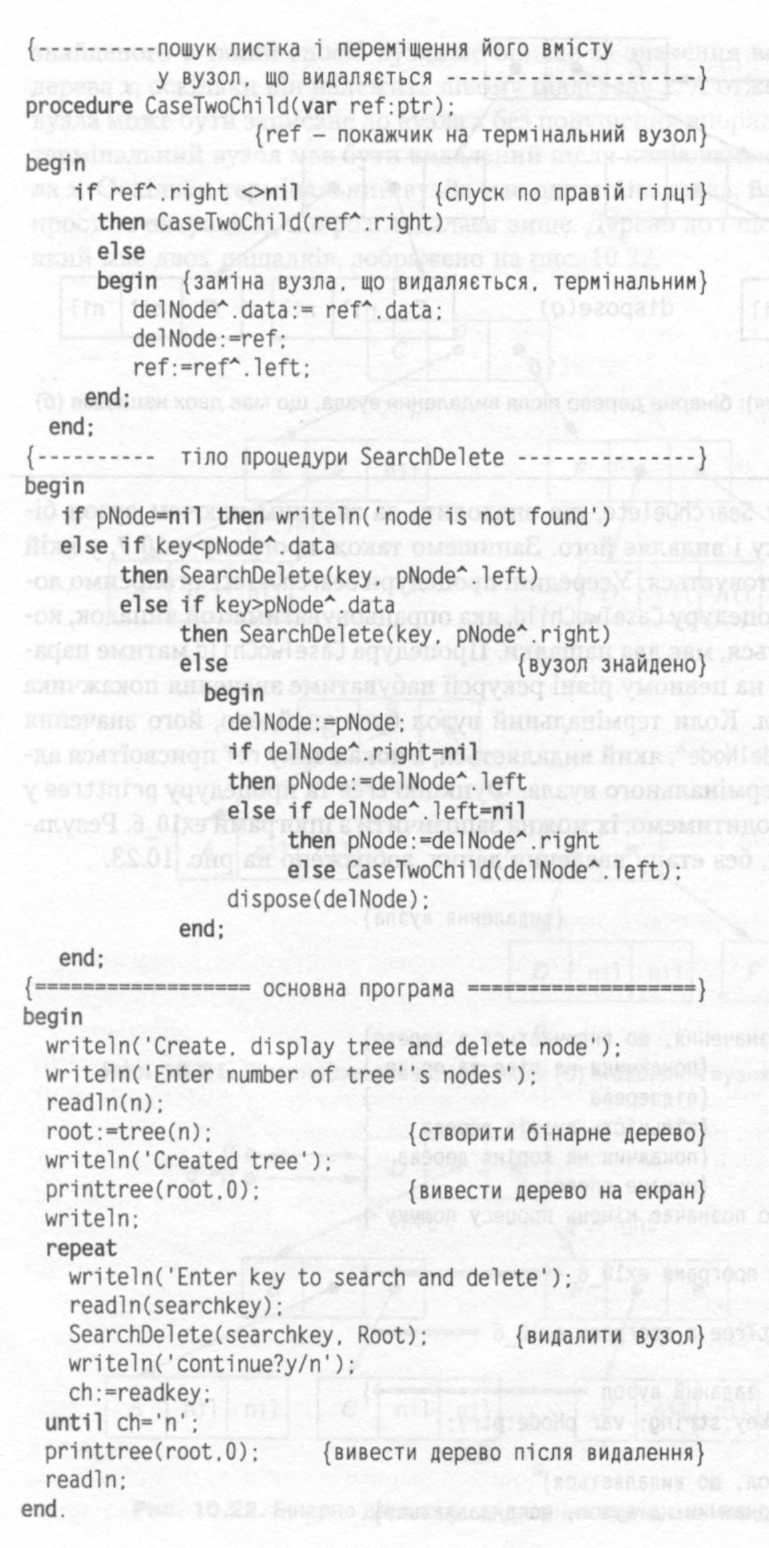 {-----------пошук листка і переміщення його вмісту
у вузол, що видаляється ---------------------}
procedure CaseTwoChild(var ref:ptr);
{ref — покажчик на термінальний вузол}
begin
if ref^.right <>nil {спуск по правій гілці}
then CaseTwoChild(ref^.right)
else
begin {заміна вузла, що видаляється, термінальним}
delNode^.data:= ref^.data;
delNode:=ref;
ref:=ref^.left;
end;
end;
{---------- тіло процедури SearchDelete ---------------}
begin
if pNode=nil then writeln('node is not found')
else if key<pNode^.data
then SearchDelete(key, pNode^.left)
else if key>pNode^.data
then SearchDelete(key, pNode^.right)
else {вузол знайдено}
begin
delNode:=pNode;
if delNode^.right=nil
then pNode:=delNode^.left
else if delNode^.left=nil
then pNode:=delNode^.right
else CaseTwoChild(delNode^.left);
dispose(delNode);
end;
end;
{================== основна програма ===================}
begin
writeln('Create, display tree and delete node');
writeln('Enter number of tree''s nodes');
readln(n);
root:=tree(n); {створити бінарне дерево}
writeln('Created tree');
printtree(root,0); {вивести дерево на екран}
writeln;
repeat
writeln('Enter key to search and delete');
readln(searchkey);
SearchDelete(searchkey, Root); {видалити вузол}
writeln('continue?y/n');
ch:=readkey;
until ch='n';
printtree(root,0); {вивести дерево після видалення}
readln;
end.